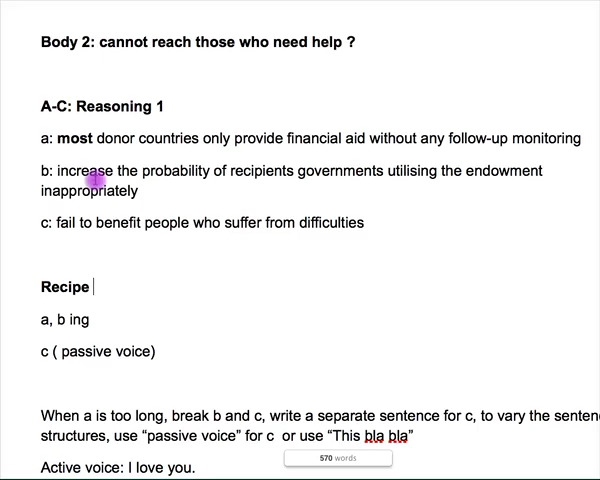 Body 2: cannot reach those who need help ?
A-C: Reasoning 1
a: most donor countries only provide financial aid without any follow-up monitoring
b: increase the probability of recipients governments utilising the endowment
inappropriately
c: fail to benefit people who suffer from difficulties
Recipe
a, b ing
c ( passive voice)
When a is too long, break b and c, write a separate sentence for c, to vary the
structures, use “passive voice” for c  or use “This bla bla”
570 words
Active voice: I love you.